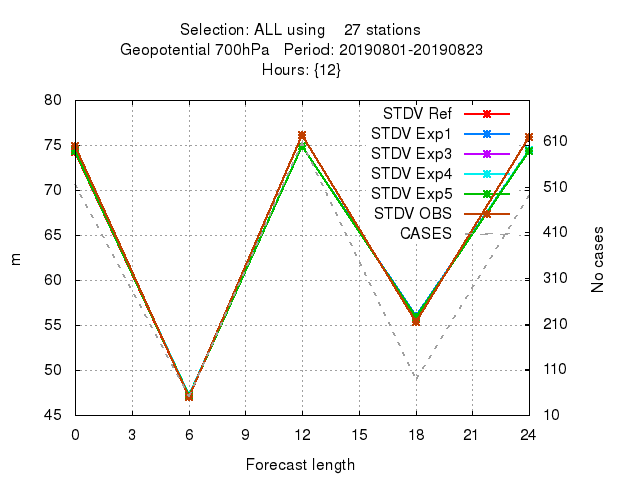 Selection: ALL using    27 stations
Geopotential 700hPa   Period: 20190801-20190823
Hours: {12}
80
75
70
65
60
55
50
45
m
STDV Ref
STDV Exp1
STDV Exp3
STDV Exp4
STDV Exp5
STDV OBS
CASES
610
510
410
310
210
110
10
No cases
0 3 6 9 12 15 18 21 24
Forecast length